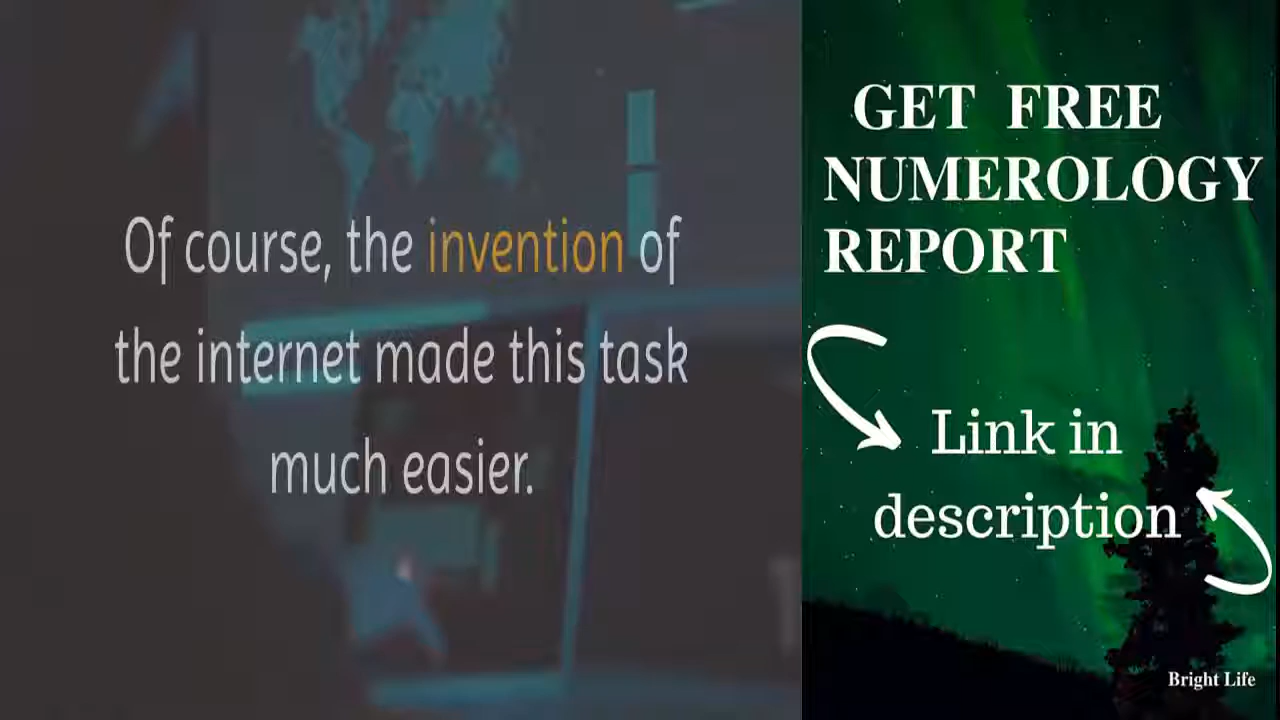 Of course, the invention of
the internet made this task
much easier.
GET FREE
NUMEROLOGY
REPORT
Link in
description
Bright Life